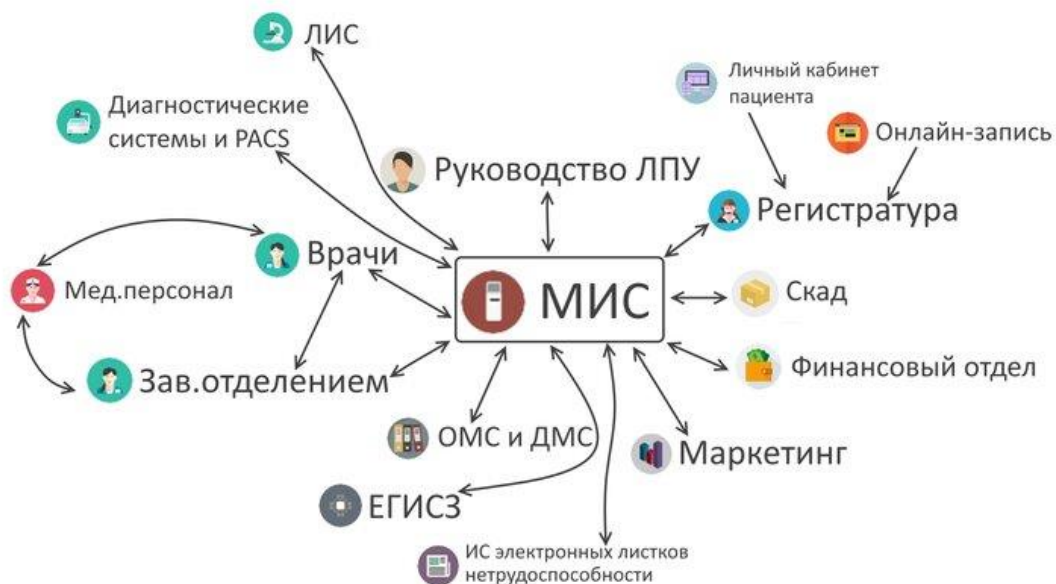 ЛИС
Личный кабинет
пациента
Диагностические
системы и PACS
Онлайн-запись
Руководство ЛПУ
Регистратура
Врачи
Мед.персонал
МИС
Скад
Зав.отделением
Финансовый отдел
ОМС и ДМС
Маркетинг
ЕГИСЗ
ИС электронных листков
нетрудоспособности